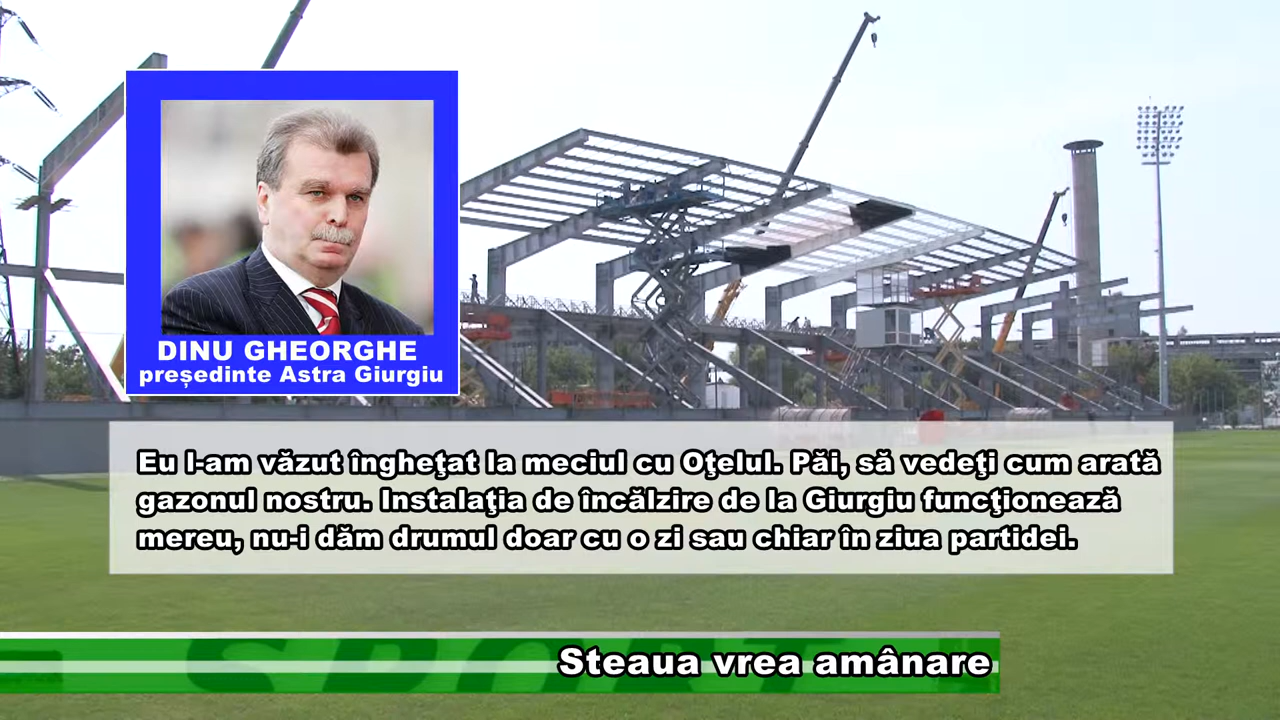 DINU GHEORGHE
președinte Astra Giurgiu
Eu l-am văzut îngheţat la meciul cu Oţelul. Păi, să vedeţi cum arată
gazonul nostru. Instalaţia de încălzire de la Giurgiu funcţionează
mereu, nu-i dăm drumul doar cu o zi sau chiar în ziua partidei.
SPORT
Steaua vrea amânare